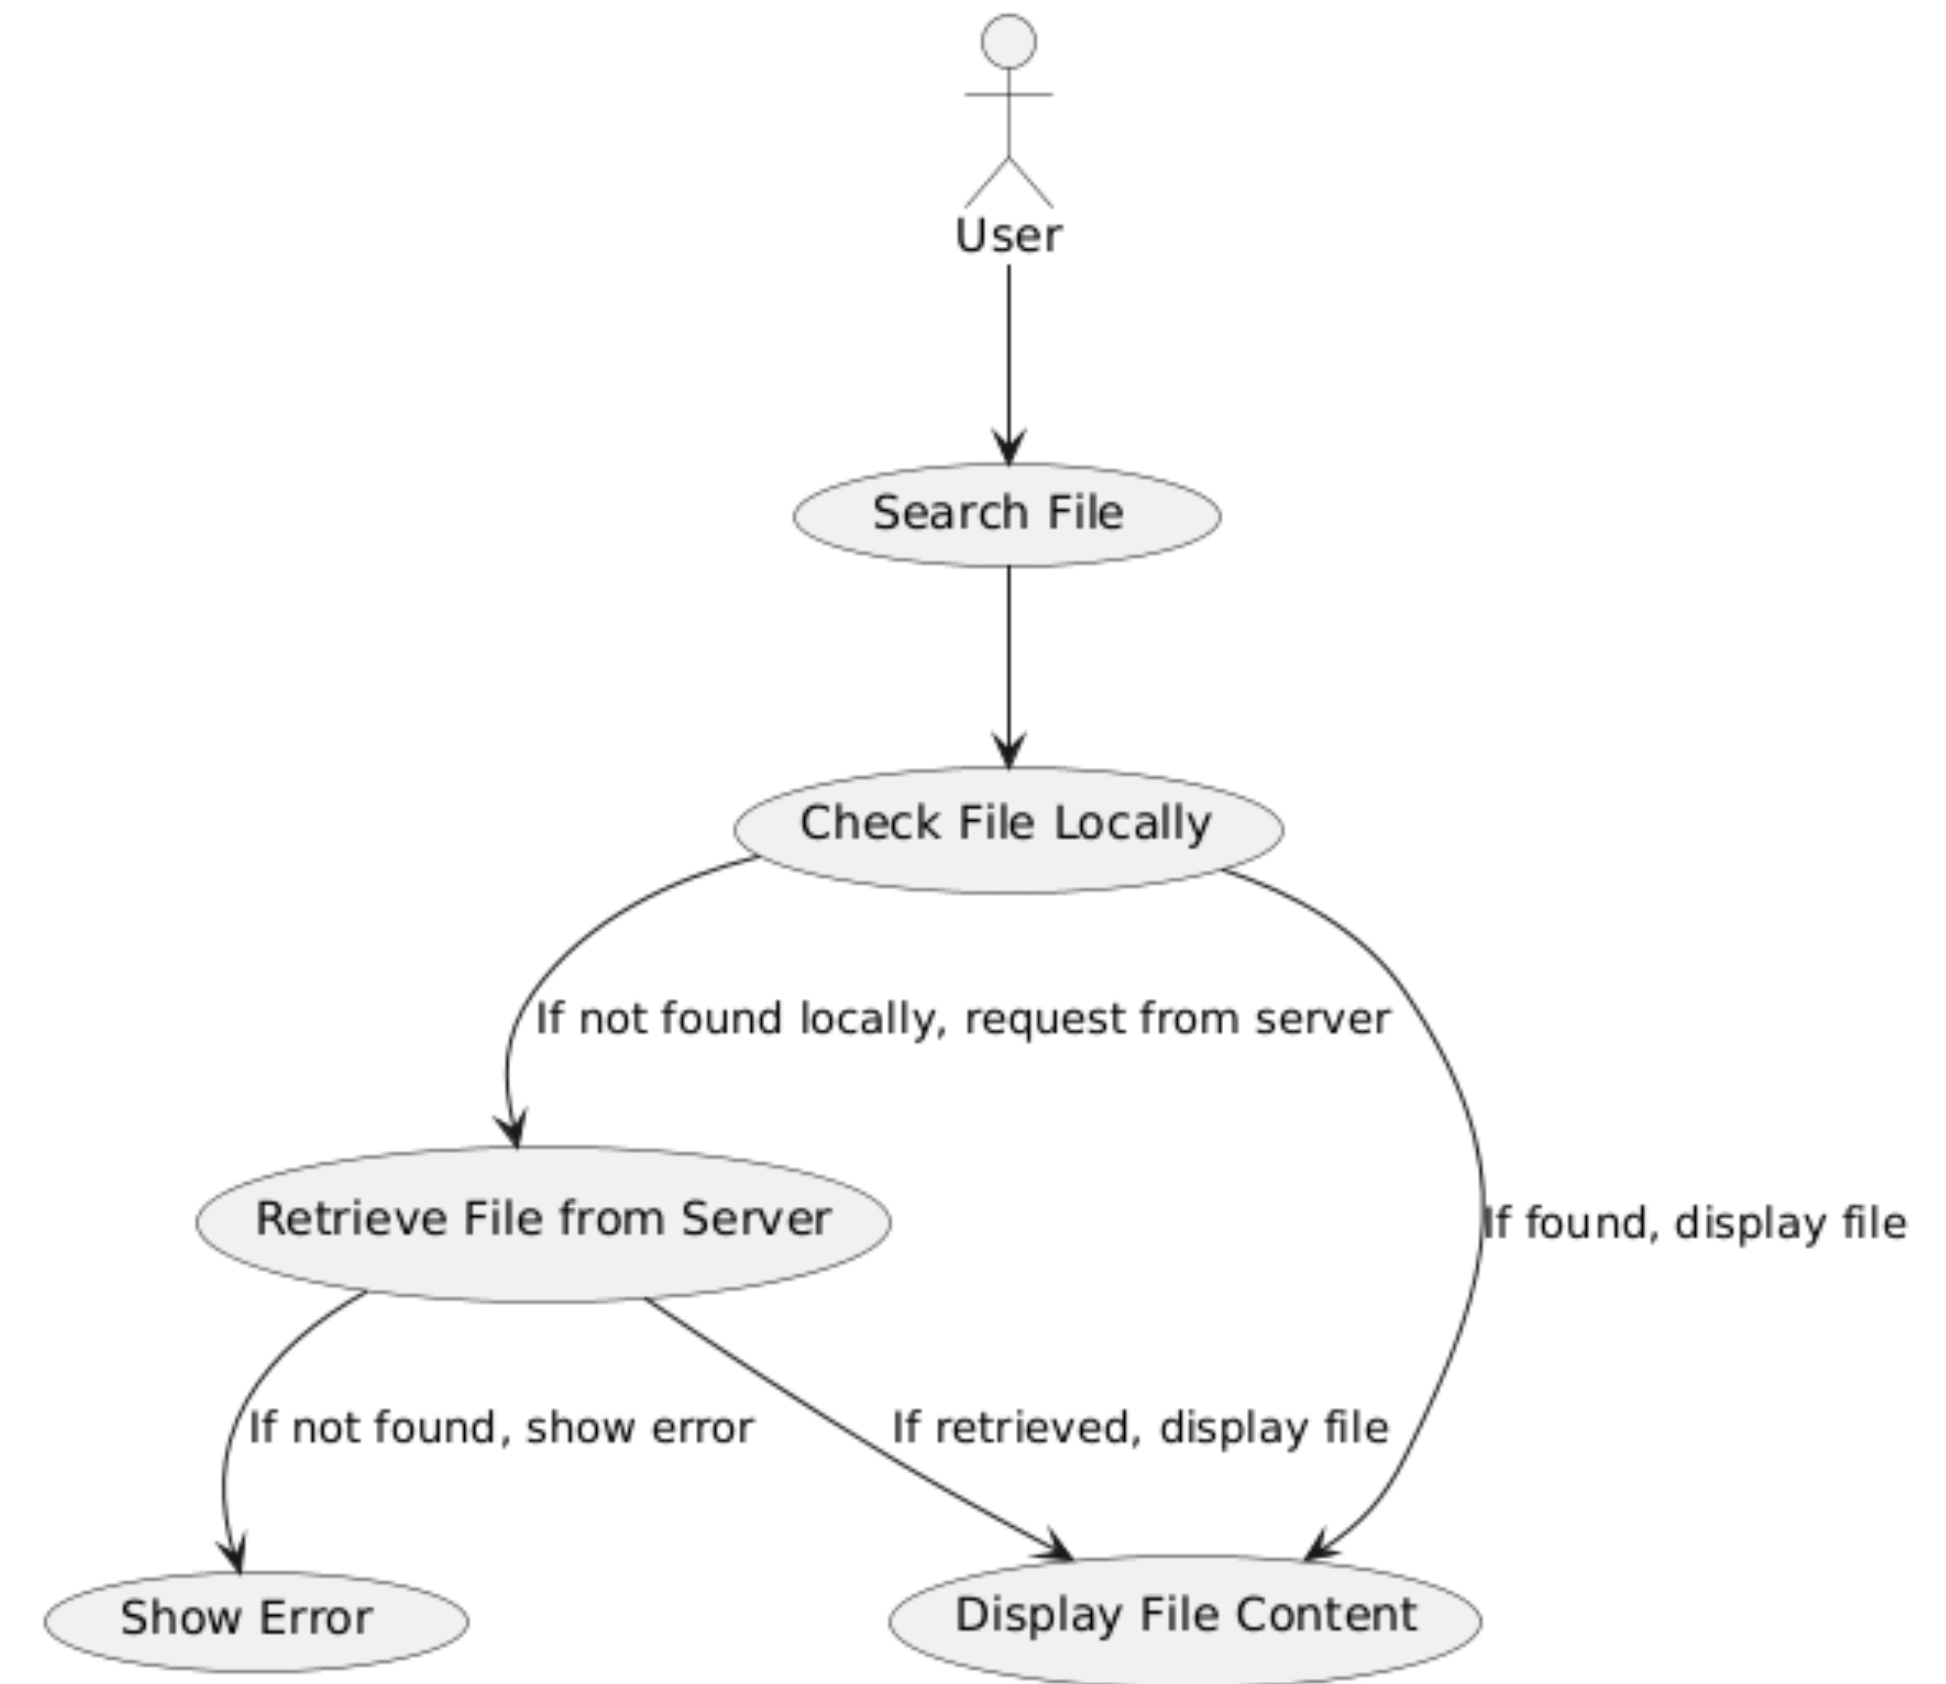 User
Search File
Check File Locally
If not found locally, request from server
Retrieve File from Server
If found, display file
If not found, show error
If retrieved, display file
Show Error
Display File Content